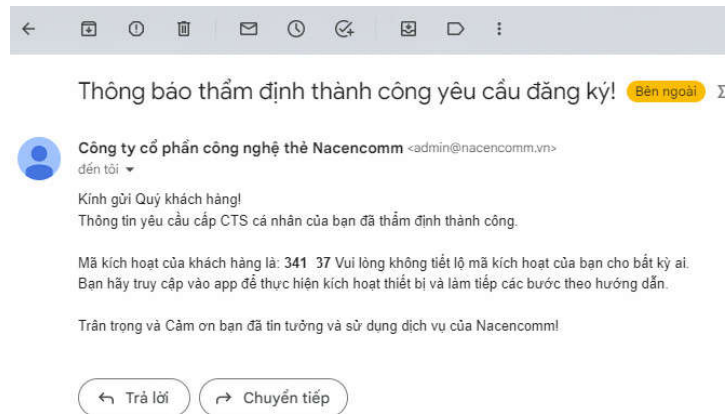 Thông báo thẩm định thành công yêu cầu đăng ký! Bên ngoài
Công ty cổ phần công nghệ thẻ Nacencomm <admin@nacencomm.vn>
đến tôi
Kính gửi Quý khách hàng!
Thông tin yêu cầu cấp CTS cá nhân của bạn đã thẩm định thành công.
Mã kích hoạt của khách hàng là: 341 37 Vui lòng không tiết lộ mã kích hoạt của bạn cho bất kỳ ai.
Bạn hãy truy cập vào app để thực hiện kích hoạt thiết bị và làm tiếp các bước theo hướng dẫn.
Trân trọng và Cảm ơn bạn đã tin tưởng và sử dụng dịch vụ của Nacencomm!
Trả lời Chuyển tiếp